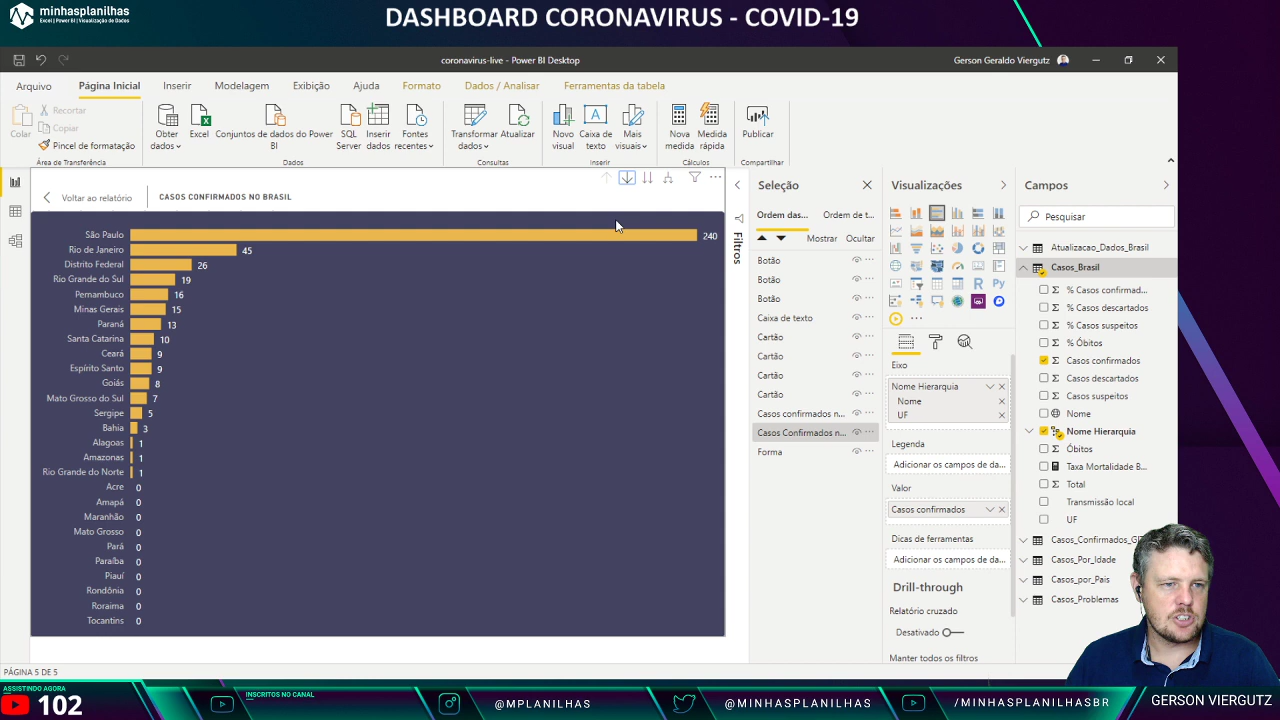 minhasplanilhas
Excel | Power BI | Visualização de Dados
DASHBOARD CORONAVIRUS - COVID-19
coronavirus-live - Power BI Desktop
Gerson Geraldo Viergutz
Arquivo
Página Inicial
Inserir
Modelagem
Exibição
Ajuda
Formato
Dados / Analisar
Ferramentas da tabela
Colar
Recortar
Copiar
Pincel de formatação
Obter dados
Excel
Conjuntos de dados do Power BI
SQL Server
Inserir dados
Fontes recentes
Transformar dados
Atualizar
Novo visual
Caixa de texto
Mais visuais
Nova medida
Medida rápida
Publicar
Área de Transferência
Dados
Consultas
Inserir
Cálculos
Compartilhar
Voltar ao relatório
CASOS CONFIRMADOS NO BRASIL
São Paulo 240
Rio de Janeiro 45
Distrito Federal 26
Rio Grande do Sul 19
Pernambuco 16
Minas Gerais 15
Paraná 13
Santa Catarina 10
Ceará 9
Espírito Santo 9
Goiás 8
Mato Grosso do Sul 7
Sergipe 5
Bahia 3
Alagoas 1
Amazonas 1
Rio Grande do Norte 1
Acre 0
Amapá 0
Maranhão 0
Mato Grosso 0
Pará 0
Paraíba 0
Piauí 0
Rondônia 0
Roraima 0
Tocantins 0
Filtros
Seleção
Ordem das...
Ordem de t...
Mostrar
Ocultar
Botão
Botão
Botão
Caixa de texto
Cartão
Cartão
Cartão
Cartão
Casos confirmados n...
Casos Confirmados n...
Forma
Visualizações
R
Py
Eixo
Nome Hierarquia
Nome
UF
Legenda
Adicionar os campos de da...
Valor
Casos confirmados
Dicas de ferramentas
Adicionar os campos de da...
Drill-through
Relatório cruzado
Desativado
Manter todos os filtros
Campos
Pesquisar
Atualizacao_Dados_Brasil
Casos_Brasil
% Casos confirmad...
% Casos descartados
% Casos suspeitos
% Óbitos
Casos confirmados
Casos descartados
Casos suspeitos
Nome
Nome Hierarquia
Óbitos
Taxa Mortalidade B...
Total
Transmissão local
UF
Casos_Confirmados_G
Casos_Por_Idade
Casos_por_Pais
Casos_Problemas
PÁGINA 5 DE 5
ASSISTINDO AGORA
102
INSCRITOS NO CANAL
@MPLANILHAS
@MINHASPLANILHAS
/MINHASPLANILHASBR
GERSON VIERGUTZ